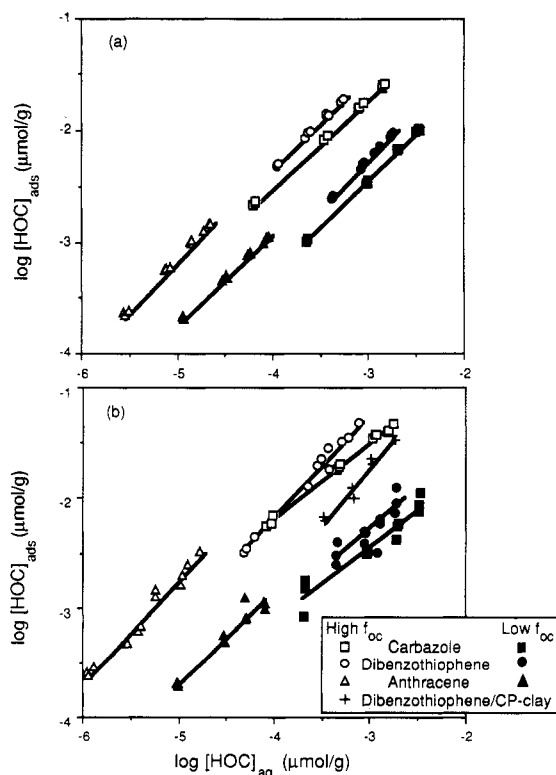 -1
(a)
-2
-3
-4
log [HOC]ads (μmol/g)
-6
-5
-4
-3
-2
-1
(b)
-2
-3
-4
log [HOC]ads (μmol/g)
High foc Low foc
Carbazole
Dibenzothiophene
Anthracene
Dibenzothiophene/CP-clay
-6
-5
-4
-3
-2
log [HOC]aq (μmol/g)